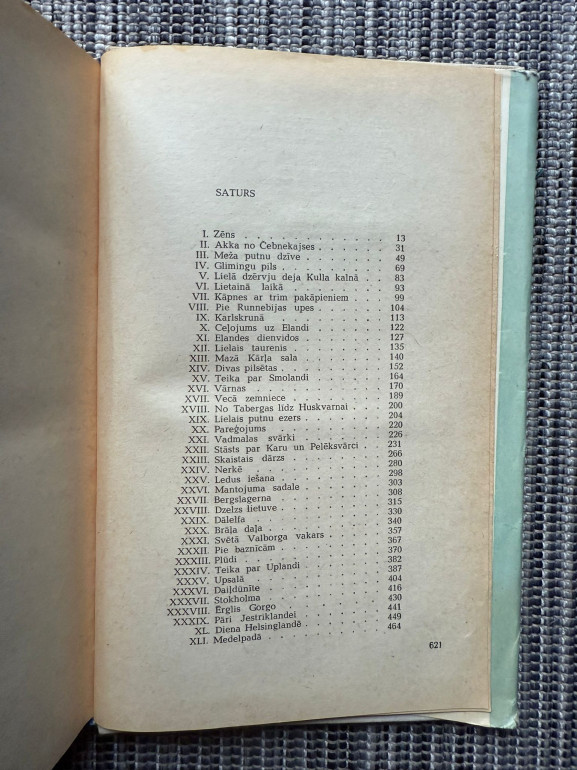 SATURS
I. Zēns . . . . . . . . . . . 13
II. Akka no Čebnekajses . . . . . . . 31
III. Meža putnu dzīve . . . . . . . . 49
IV. Glimingu pils . . . . . . . . . 69
V. Lielā dzērvju deja Kulla kalnā . . . . 83
VI. Lietainā laikā . . . . . . . . . 93
VII. Kāpnes ar trim pakāpieniem . . . . . 99
VIII. Pie Runnebijas upes . . . . . . . 104
IX. Karlskrunā . . . . . . . . . . 113
X. Ceļojums uz Elandi . . . . . . . 122
XI. Elandes dienvidos . . . . . . . . 127
XII. Lielais taurenis . . . . . . . . . 135
XIII. Mazā Kārļa sala . . . . . . . . 140
XIV. Divas pilsētas . . . . . . . . . 152
XV. Teika par Smolandi . . . . . . . 164
XVI. Vārnas . . . . . . . . . . . 170
XVII. Vecā zemniece . . . . . . . . . 189
XVIII. No Tabergas līdz Huskvarnai . . . . 200
XIX. Lielais putnu ezers . . . . . . . 204
XX. Pareģojums . . . . . . . . . . 220
XXI. Vadmalas svārki . . . . . . . . 226
XXII. Stāsts par Karu un Pelēksvārci . . . . 231
XXIII. Skaistais dārzs . . . . . . . . . 266
XXIV. Nerkē . . . . . . . . . . . 280
XXV. Ledus iešana . . . . . . . . . 298
XXVI. Mantojuma sadale . . . . . . . . 303
XXVII. Bergslagerna . . . . . . . . . 308
XXVIII. Dzelzs lietuve . . . . . . . . . 315
XXIX. Dālelfa . . . . . . . . . . . 330
XXX. Brāļa daļa . . . . . . . . . . 340
XXXI. Svētā Valborga vakars . . . . . . 357
XXXII. Pie baznīcām . . . . . . . . . 367
XXXIII. Plūdi . . . . . . . . . . . 370
XXXIV. Teika par Uplandi . . . . . . . . 382
XXXV. Upsalā . . . . . . . . . . . 387
XXXVI. Daiļdūnīte . . . . . . . . . . 404
XXXVII. Stokholma . . . . . . . . . . 416
XXXVIII. Ērglis Gorgo . . . . . . . . . 430
XXXIX. Pāri Jestriklandei . . . . . . . . 441
XL. Diena Helsinglandē . . . . . . . 449
XLI. Medelpadā . . . . . . . . . . 464
621